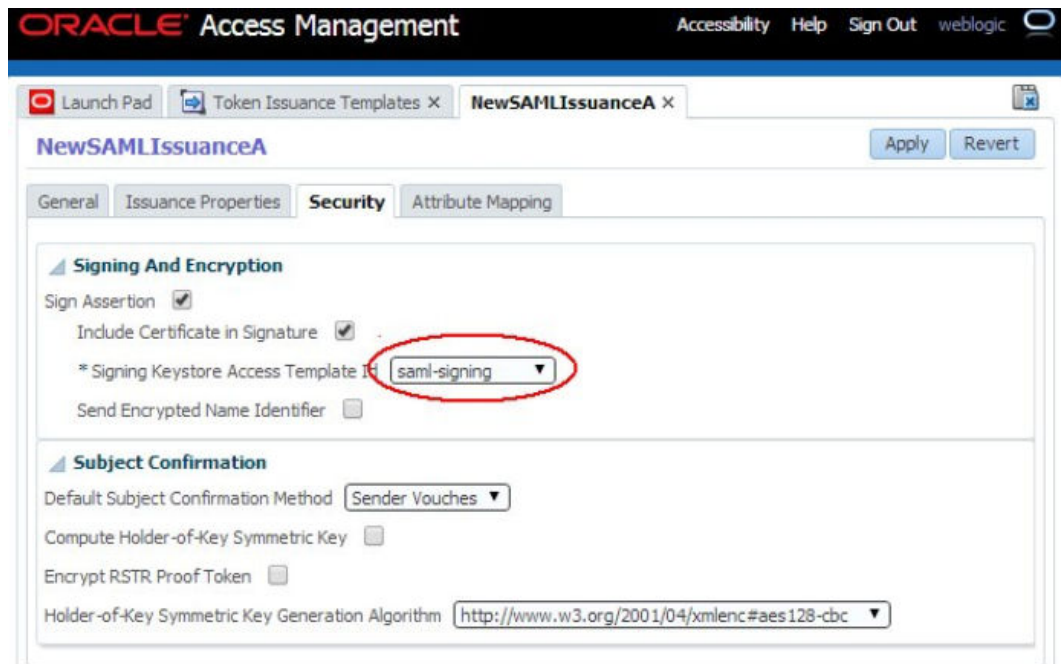 ORACLE Access Management Accessibility Help Sign Out weblogic
Launch Pad Token Issuance Templates × NewSAMLIssuanceA ×
NewSAMLIssuanceA Apply Revert
General Issuance Properties Security Attribute Mapping
Signing And Encryption
Sign Assertion
Include Certificate in Signature
* Signing Keystore Access Template Id saml-signing
Send Encrypted Name Identifier
Subject Confirmation
Default Subject Confirmation Method Sender Vouches
Compute Holder-of-Key Symmetric Key
Encrypt RSTR Proof Token
Holder-of-Key Symmetric Key Generation Algorithm http://www.w3.org/2001/04/xmlenc#aes128-cbc